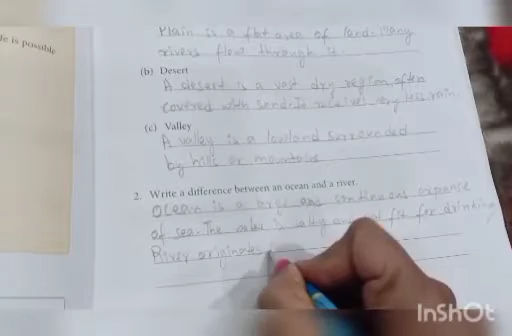 fe is possible
Plain is a flat area of land. Many
rivers flow through it.
(b) Desert
A desert is a vast dry region, often
covered with sand. It receives very less rain.
(c) Valley
A valley is a lowland surrounded
by hills or mountains
2. Write a difference between an ocean and a river.
Ocean is a large and continuous expanse
of sea. The water is salty and not fit for drinking
River originates
InShOt